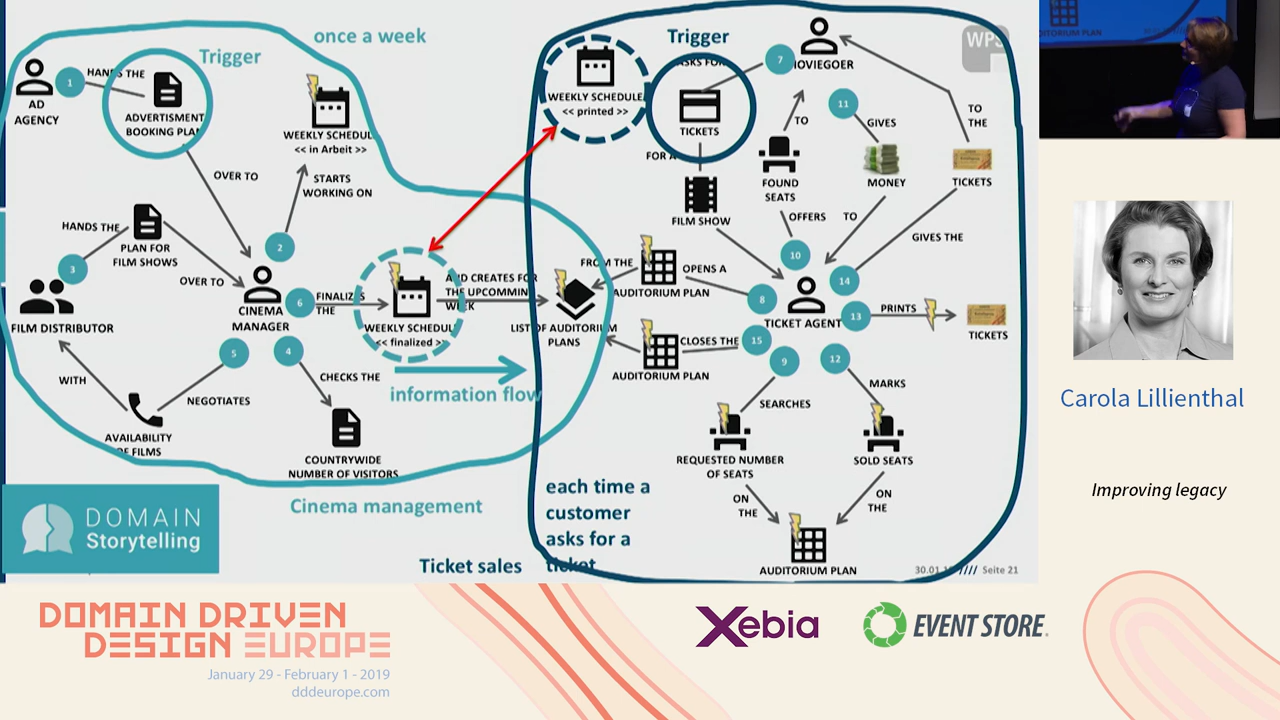 once a week
Trigger
1
HANDS THE
AD
AGENCY
ADVERTISMENT
BOOKING PLAN
WEEKLY SCHEDUL
<< in Arbeit >>
OVER TO
STARTS
WORKING ON
HANDS THE
PLAN FOR
FILM SHOWS
2
3
OVER TO
FILM DISTRIBUTOR
CINEMA
MANAGER
6
FINALIZES
THE
WEEKLY SCHEDUL
<< finalized >>
AND CREATES FOR
THE UPCOMMING
WEEK
LIST OF AUDITORIUM
PLANS
5
4
WITH
NEGOTIATES
CHECKS THE
information flow
AVAILABILITY
OF FILMS
COUNTRYWIDE
NUMBER OF VISITORS
Cinema management
Ticket sales
Trigger
WPS
WEEKLY SCHEDULE
<< printed >>
ASKS FOR
7
MOVIEGOER
TICKETS
FOR A
FILM SHOW
TO
11
GIVES
TO
THE
FOUND
SEATS
MONEY
TICKETS
OFFERS
TO
10
GIVES THE
FROM THE
AUDITORIUM PLAN
OPENS A
8
14
TICKET AGENT
13
PRINTS
TICKETS
AUDITORIUM PLAN
CLOSES THE
15
9
12
SEARCHES
MARKS
REQUESTED NUMBER
OF SEATS
SOLD SEATS
ON
THE
ON
THE
AUDITORIUM PLAN
each time a
customer
asks for a
ticket
30.01.1
//// Seite 21
DOMAIN
Storytelling
DITORIUM PLAN
Carola Lillienthal
Improving legacy
DOMAIN DRIVEN
DESIGN EUROPE
January 29 - February 1 - 2019
dddeurope.com
Xebia
EVENT STORE